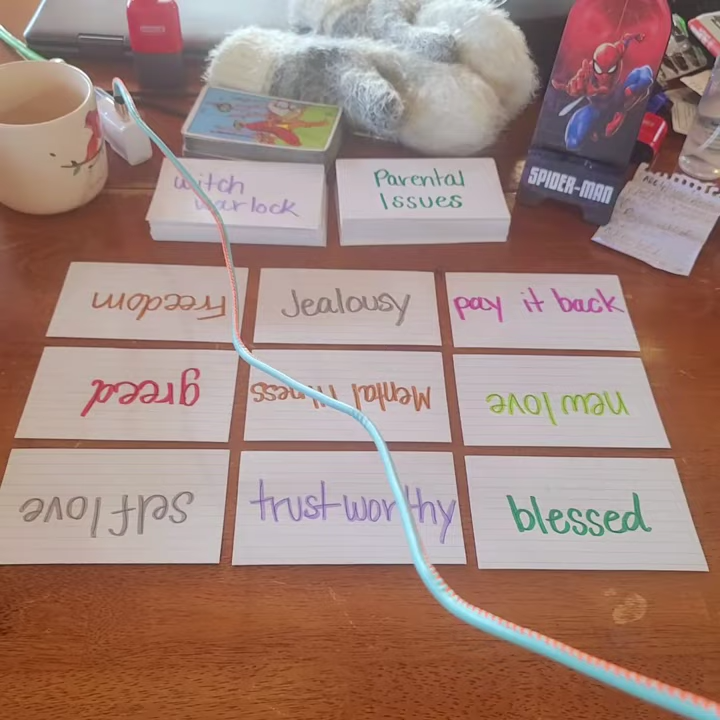 witch
warlock
Parental
Issues
SPIDER-MAN
Freedom
Jealousy
pay it back
greed
Mental Illness
new love
self love
trustworthy
blessed